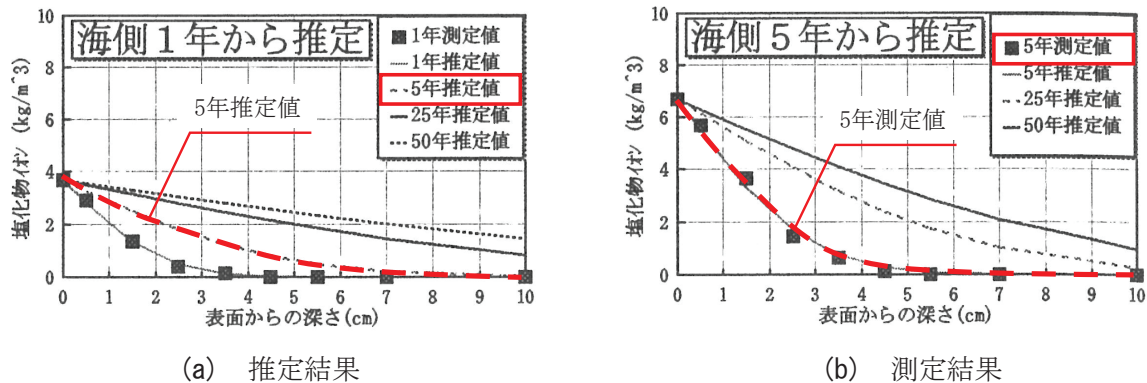 海側1年から推定
1年測定値
1年推定値
5年推定値
25年推定値
50年推定値
5年推定値
塩化物イオン (kg/m^3)
10
8
6
4
2
0
0 1 2 3 4 5 6 7 8 9 10
表面からの深さ(cm)
(a) 推定結果
海側5年から推定
5年測定値
5年推定値
25年推定値
50年推定値
5年測定値
塩化物イオン (kg/m^3)
10
8
6
4
2
0
0 1 2 3 4 5 6 7 8 9 10
表面からの深さ(cm)
(b) 測定結果